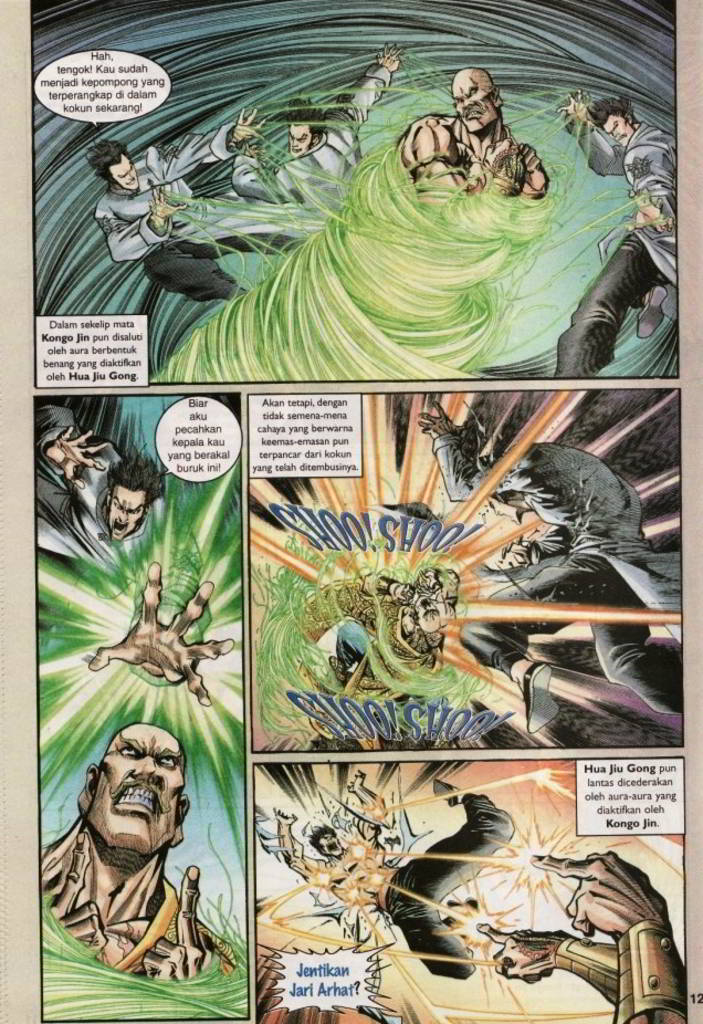 Hah,
tengok! Kau sudah
menjadi kepompong yang
terperangkap di dalam
kokun sekarang!
Dalam sekelip mata
Kongo Jin pun disaluti
oleh aura berbentuk
benang yang diaktifkan
oleh Hua Jiu Gong.
Biar
aku
pecahkan
kepala kau
yang berakal
buruk ini!
Akan tetapi, dengan
tidak semena-mena
cahaya yang berwarna
keemas-emasan pun
terpancar dari kokun
yang telah ditembusinya.
SHOO! SHOO!
SHOO! SHOO!
Hua Jiu Gong pun
lantas dicederakan
oleh aura-aura yang
diaktifkan oleh
Kongo Jin.
Jentikan
Jari Arhat?
12